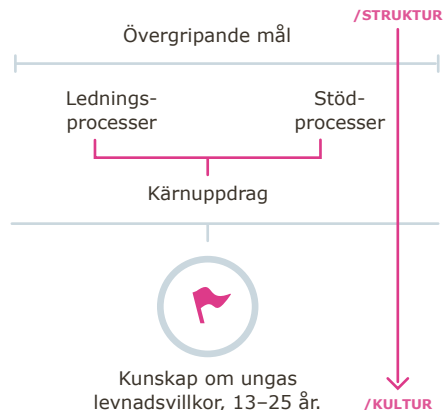 /STRUKTUR
Övergripande mål
Lednings-
processer
Stöd-
processer
Kärnuppdrag
Kunskap om ungas
levnadsvillkor, 13–25 år.
/KULTUR